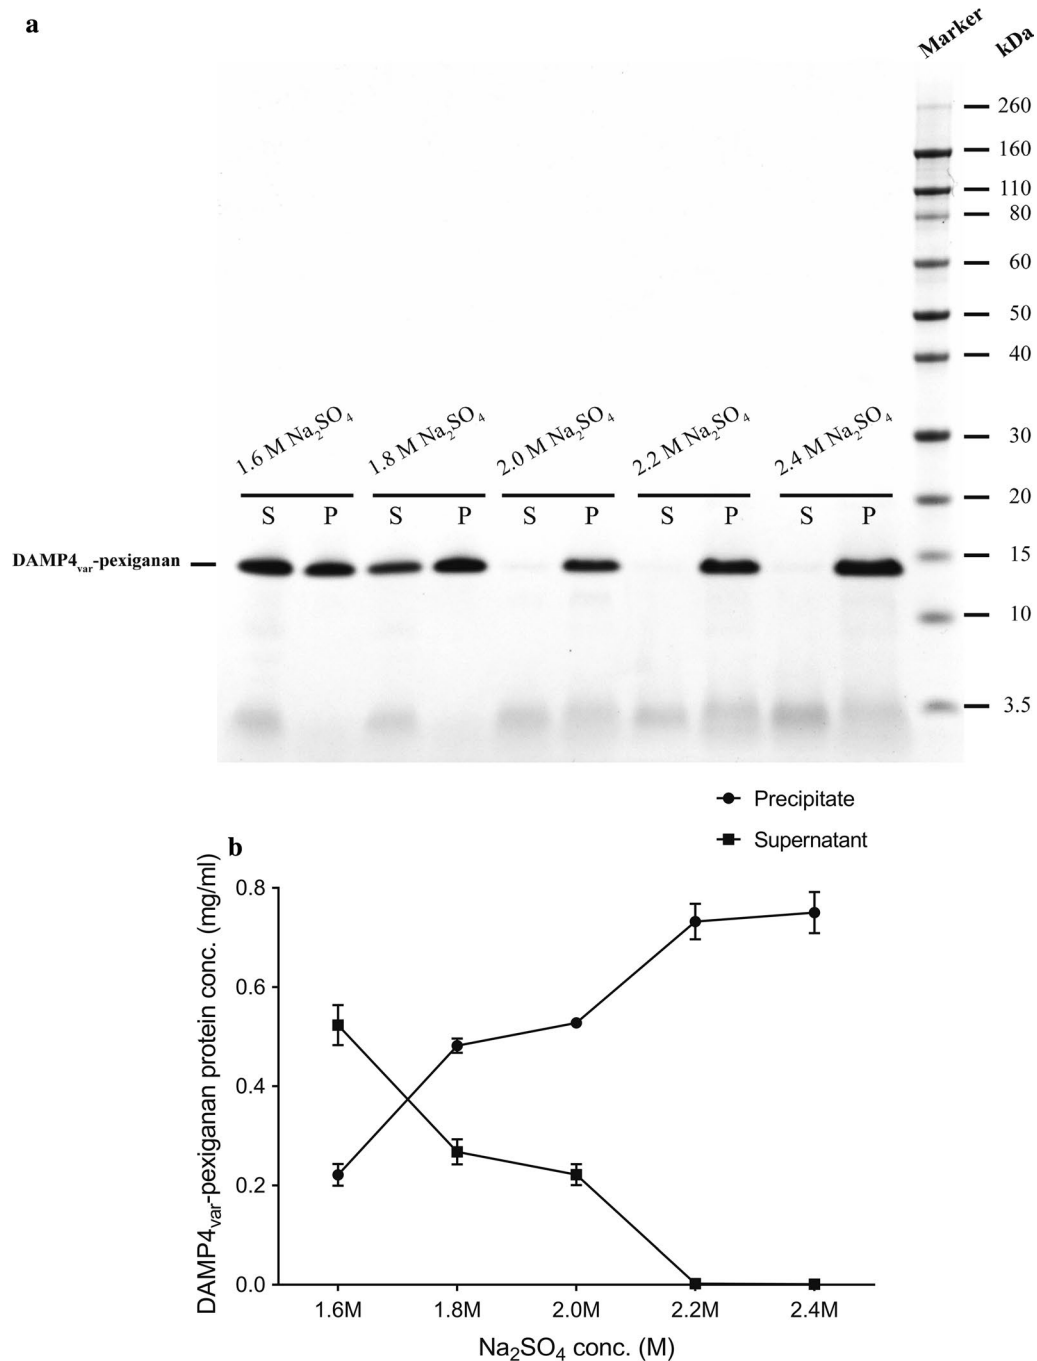 a
Marker
kDa
260
160
110
80
60
50
40
30
20
15
10
3.5
1.6 M Na₂SO₄
1.8 M Na₂SO₄
2.0 M Na₂SO₄
2.2 M Na₂SO₄
2.4 M Na₂SO₄
S P S P S P S P S P
DAMP4var-pexiganan
Precipitate
Supernatant
b
DAMP4var-pexiganan protein conc. (mg/ml)
0.8
0.6
0.4
0.2
0.0
1.6M 1.8M 2.0M 2.2M 2.4M
Na₂SO₄ conc. (M)